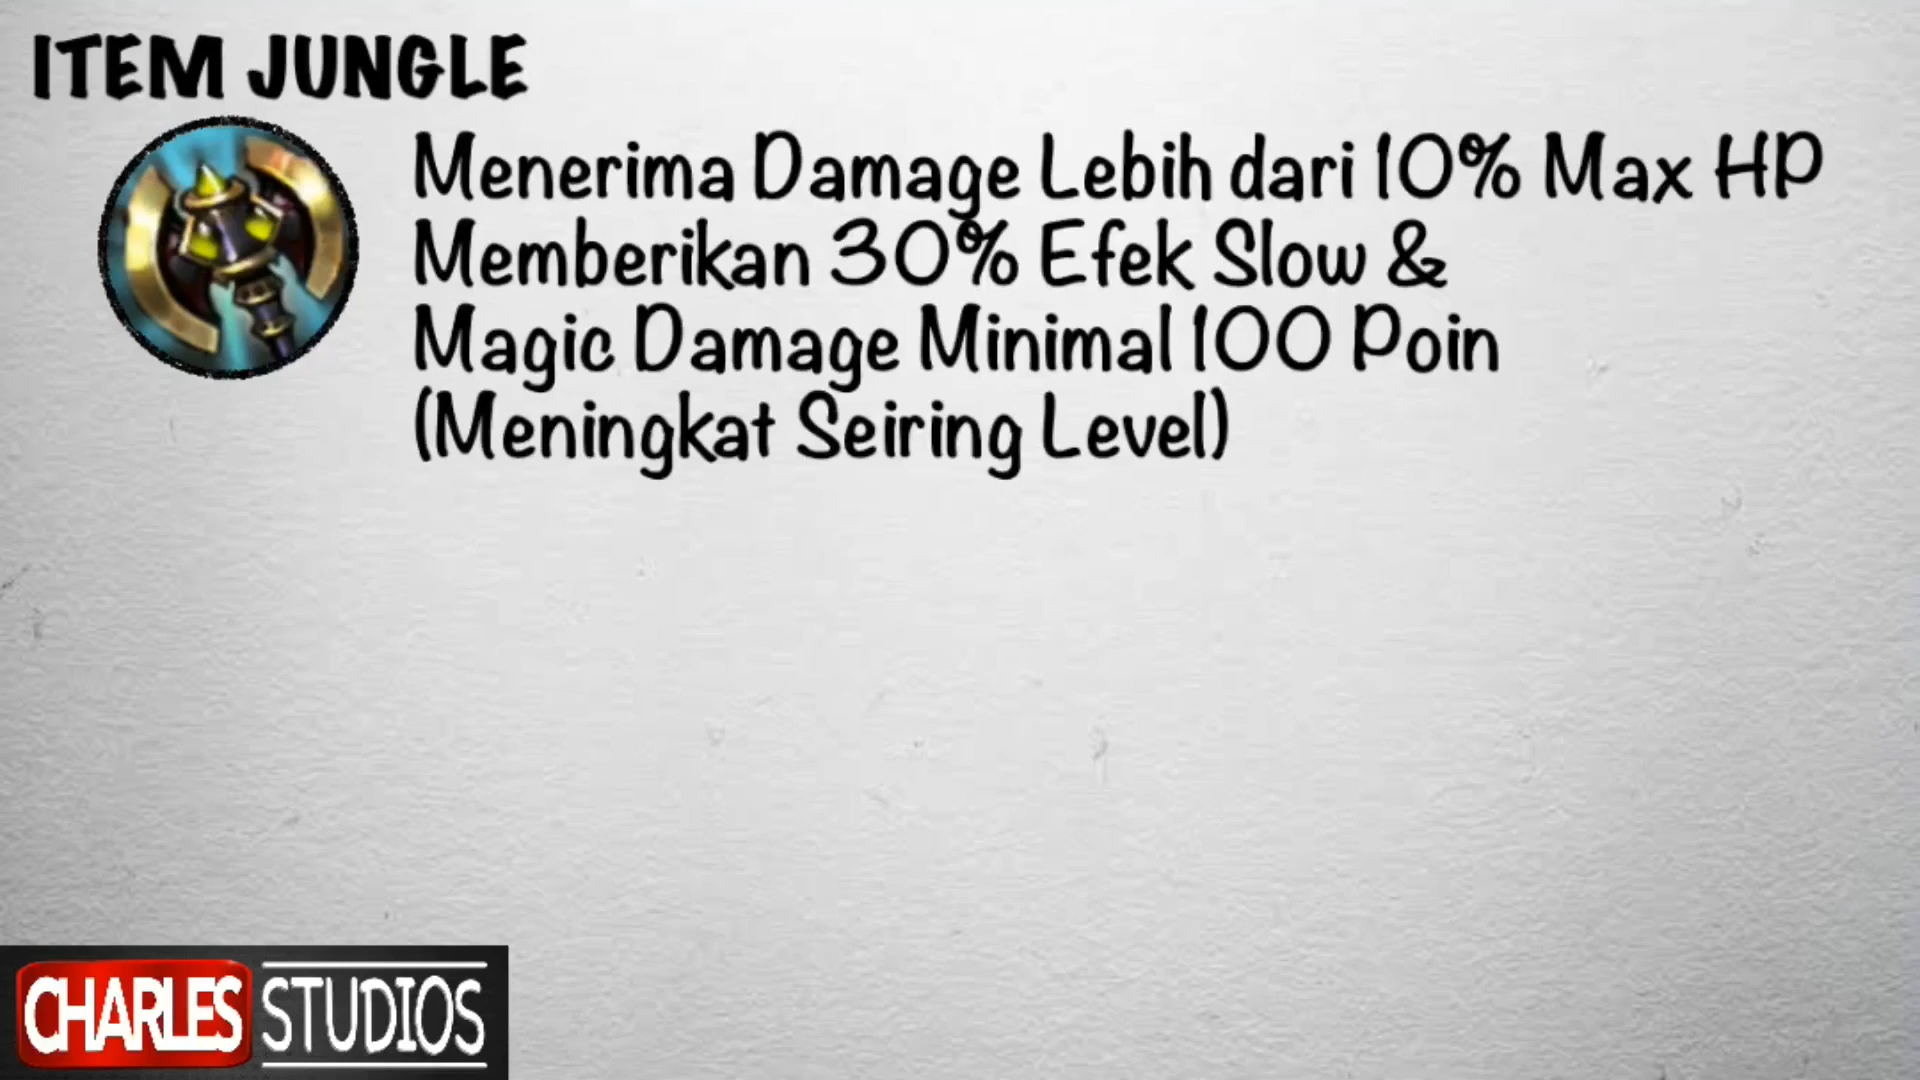 ITEM JUNGLE
Menerima Damage Lebih dari 10% Max HP
Memberikan 30% Efek Slow &
Magic Damage Minimal 100 Poin
(Meningkat Seiring Level)
CHARLES STUDIOS